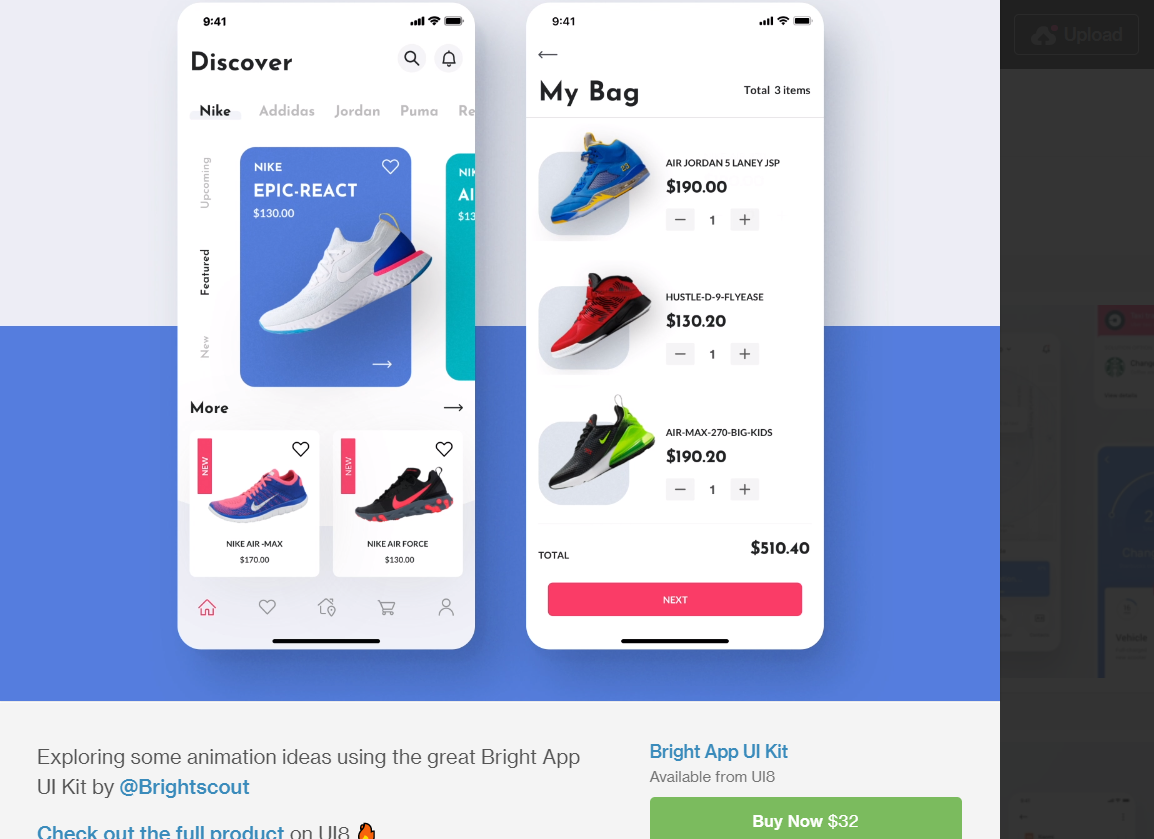 9:41
Discover
Nike Addidas Jordan Puma Re
Upcoming
Featured
New
NIKE
EPIC-REACT
$130.00
NIK
AI
$13
More
NEW
NIKE AIR -MAX
$170.00
NEW
NIKE AIR FORCE
$130.00
9:41
My Bag
Total 3 items
AIR JORDAN 5 LANEY JSP
$190.00
1
HUSTLE-D-9-FLYEASE
$130.20
1
AIR-MAX-270-BIG-KIDS
$190.20
1
TOTAL
$510.40
NEXT
Upload
Exploring some animation ideas using the great Bright App
UI Kit by @Brightscout
Check out the full product on UI8 🔥
Bright App UI Kit
Available from UI8
Buy Now $32